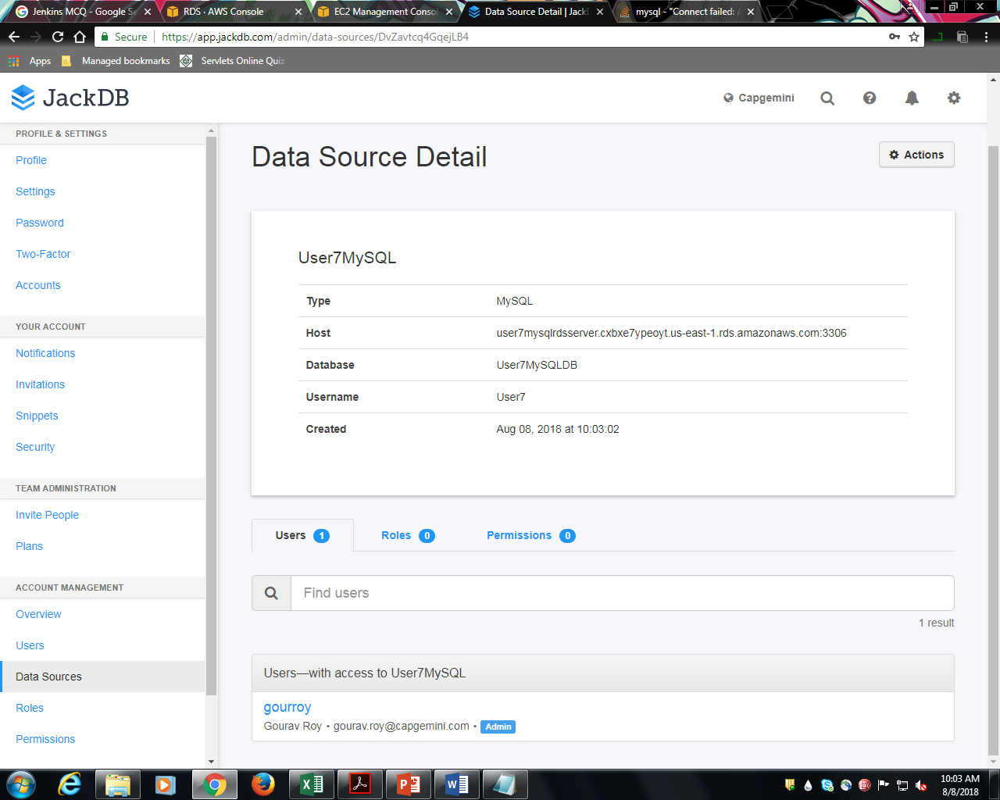 Jenkins MCQ - Google Se
RDS · AWS Console
EC2 Management Consol
Data Source Detail | Jack
mysql - "Connect failed: A
Secure
https://app.jackdb.com/admin/data-sources/DvZavtcq4GqejLB4
Apps
Managed bookmarks
Servlets Online Quiz
JackDB
Capgemini
PROFILE & SETTINGS
Profile
Settings
Password
Two-Factor
Accounts
YOUR ACCOUNT
Notifications
Invitations
Snippets
Security
TEAM ADMINISTRATION
Invite People
Plans
ACCOUNT MANAGEMENT
Overview
Users
Data Sources
Roles
Permissions
Data Source Detail
Actions
User7MySQL
Type MySQL
Host user7mysqlrdsserver.cxbxe7ypeoyt.us-east-1.rds.amazonaws.com:3306
Database User7MySQLDB
Username User7
Created Aug 08, 2018 at 10:03:02
Users 1
Roles 0
Permissions 0
Find users
1 result
Users—with access to User7MySQL
gourroy
Gourav Roy • gourav.roy@capgemini.com • Admin
10:03 AM
8/8/2018